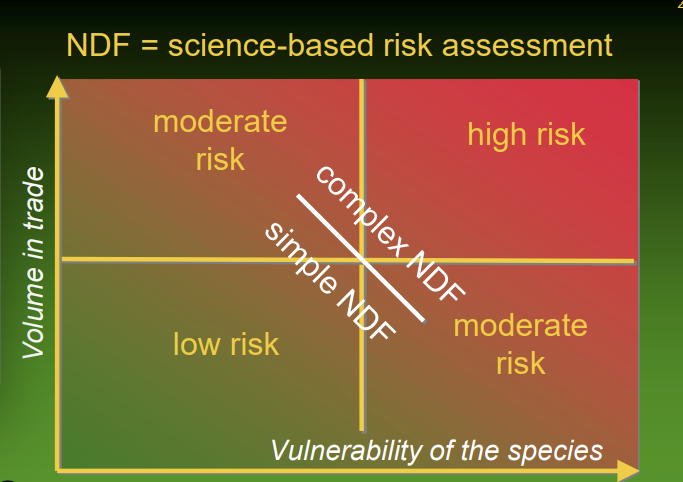 NDF = science-based risk assessment
moderate
risk
high risk
complex NDF
simple NDF
Volume in trade
low risk
moderate
risk
Vulnerability of the species